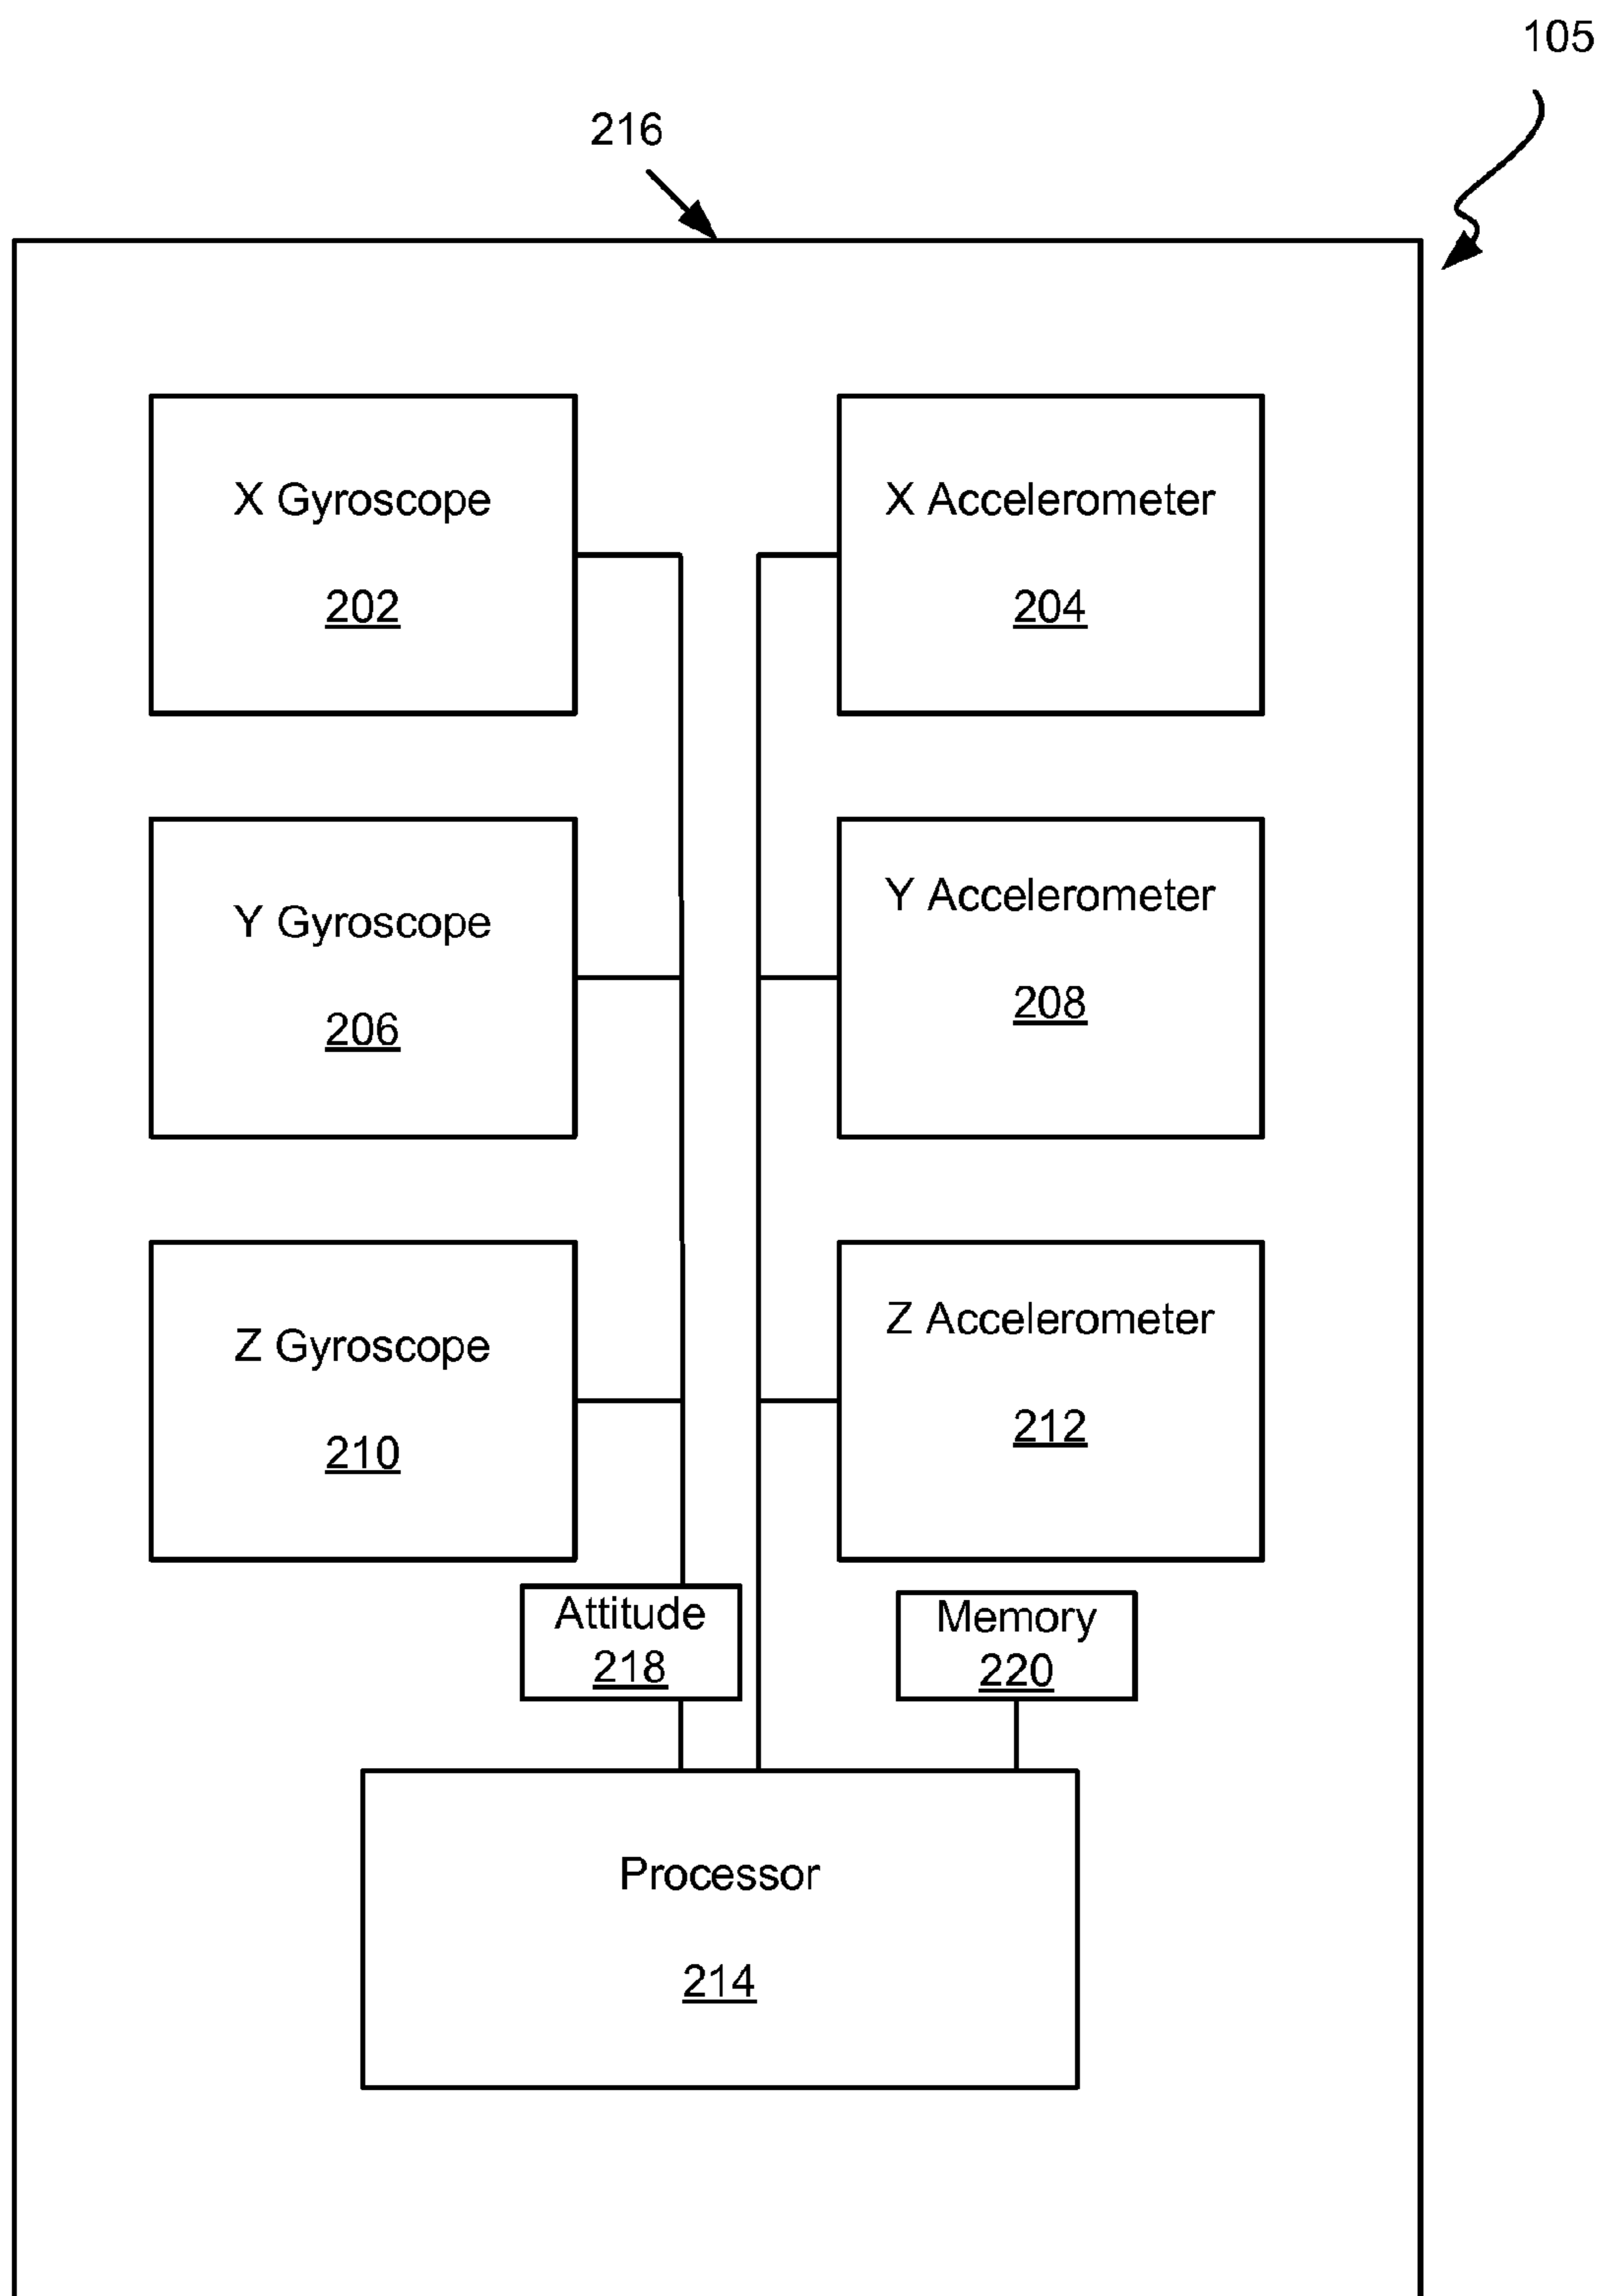 105
216
X Gyroscope
202
X Accelerometer
204
Y Gyroscope
206
Y Accelerometer
208
Z Gyroscope
210
Z Accelerometer
212
Attitude
218
Memory
220
Processor
214